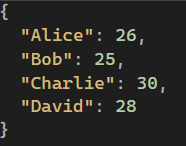 {
  "Alice": 26,
  "Bob": 25,
  "Charlie": 30,
  "David": 28
}